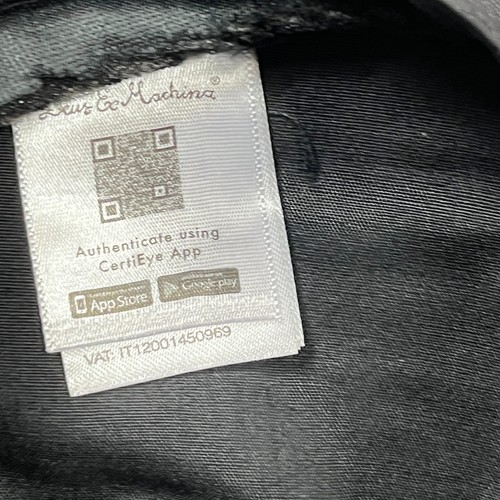 Deus Ex Machina®
Authenticate using
CertiEye App
App Store
Google play
VAT: IT12001450969